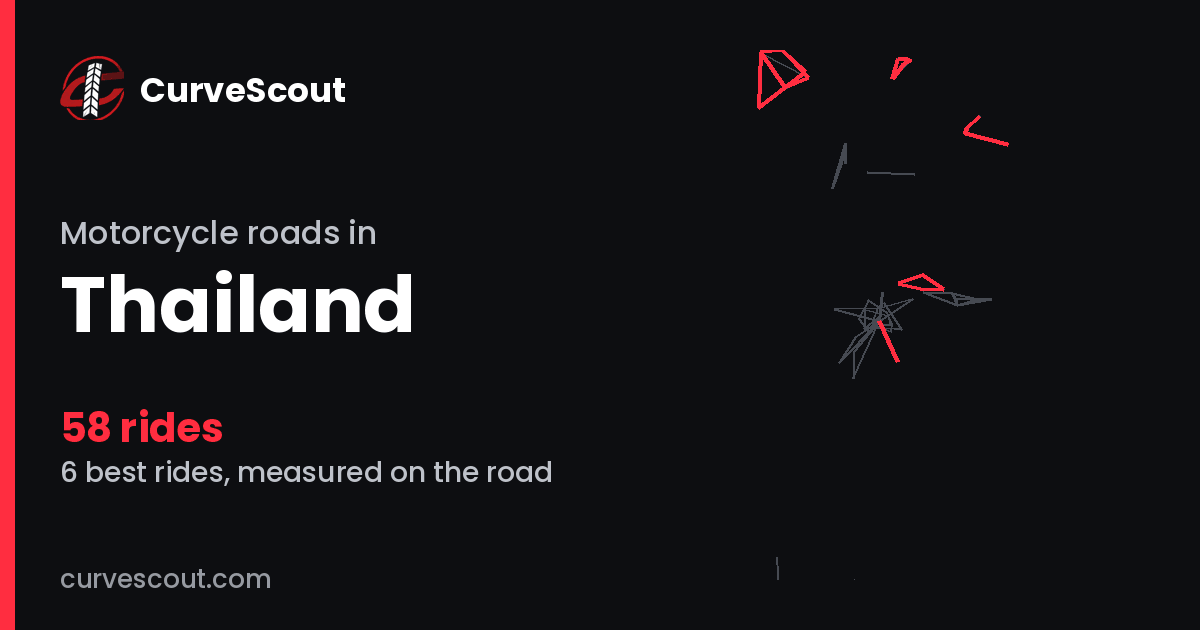 CurveScout
Motorcycle roads in
Thailand
58 rides
6 best rides, measured on the road
curvescout.com